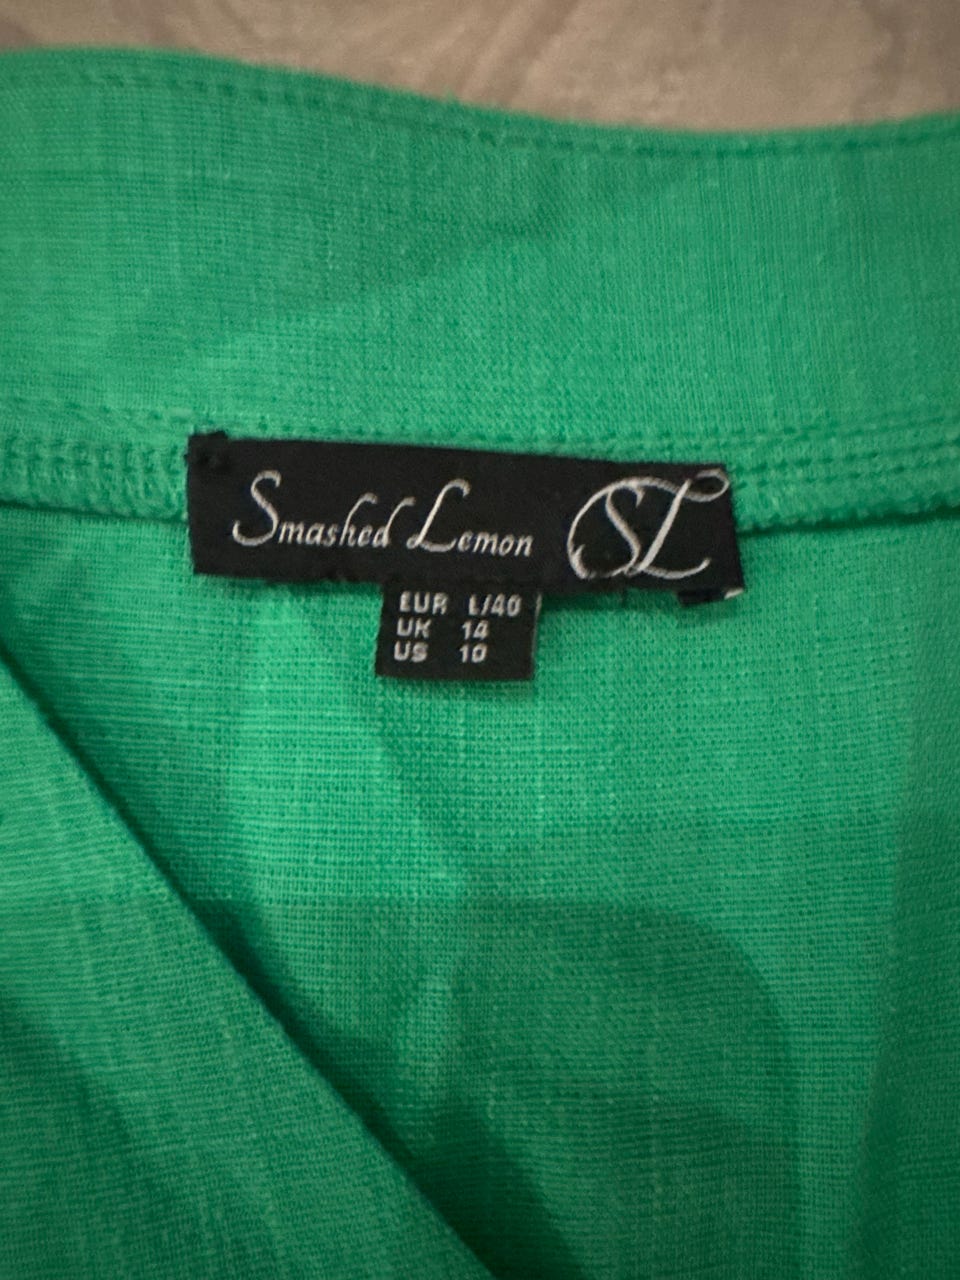 Smashed Lemon SL
EUR L/40
UK 14
US 10